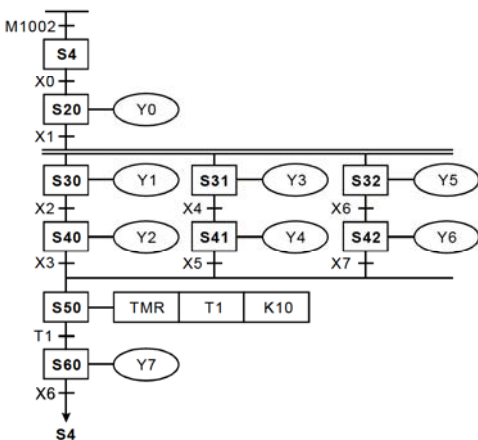 M1002
S4
X0
S20 Y0
X1
S30 Y1 S31 Y3 S32 Y5
X2 X4 X6
S40 Y2 S41 Y4 S42 Y6
X3 X5 X7
S50 TMR T1 K10
T1
S60 Y7
X6
S4